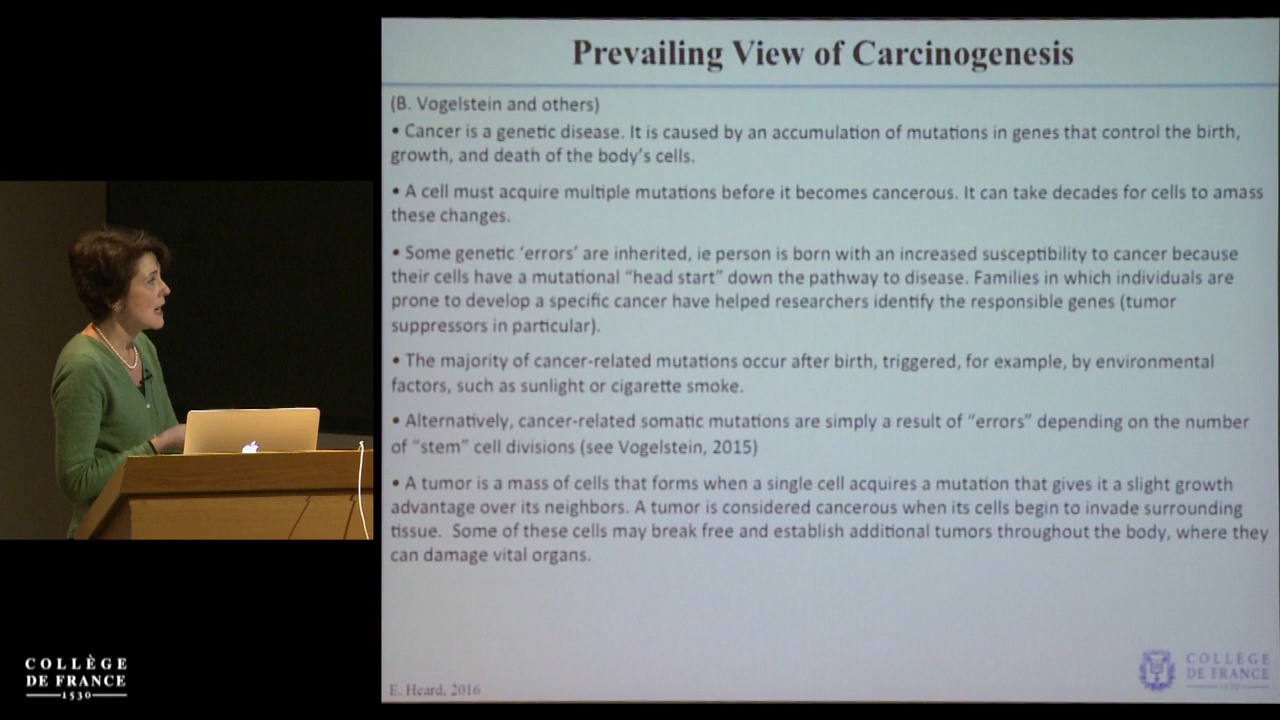 Prevailing View of Carcinogenesis
(B. Vogelstein and others)
• Cancer is a genetic disease. It is caused by an accumulation of mutations in genes that control the birth,
growth, and death of the body's cells.
• A cell must acquire multiple mutations before it becomes cancerous. It can take decades for cells to amass
these changes.
• Some genetic 'errors' are inherited, ie person is born with an increased susceptibility to cancer because
their cells have a mutational "head start" down the pathway to disease. Families in which individuals are
prone to develop a specific cancer have helped researchers identify the responsible genes (tumor
suppressors in particular).
• The majority of cancer-related mutations occur after birth, triggered, for example, by environmental
factors, such as sunlight or cigarette smoke.
• Alternatively, cancer-related somatic mutations are simply a result of "errors" depending on the number
of "stem" cell divisions (see Vogelstein, 2015)
• A tumor is a mass of cells that forms when a single cell acquires a mutation that gives it a slight growth
advantage over its neighbors. A tumor is considered cancerous when its cells begin to invade surrounding
tissue. Some of these cells may break free and establish additional tumors throughout the body, where they
can damage vital organs.
E. Heard, 2016
COLLÈGE
DE FRANCE
1530
COLLÈGE
DE FRANCE
1530